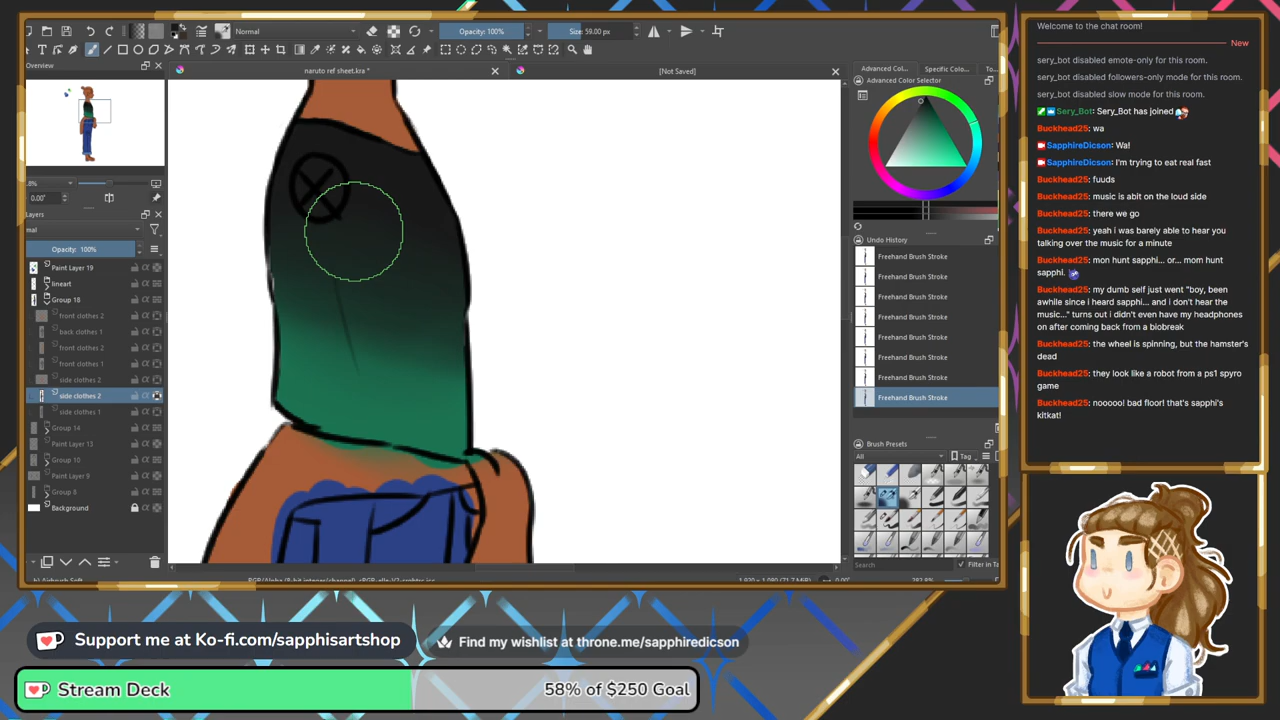 Normal
Opacity: 100%
Size: 59.00 px
Overview
naruto ref sheet.kra *
[Not Saved]
Advanced Col...
Specific Colo...
To...
Advanced Color Selector
0.00°
Layers
Opacity: 100%
Paint Layer 19
lineart
Group 18
front clothes 2
back clothes 1
front clothes 2
front clothes 1
side clothes 2
side clothes 2
side clothes 1
Group 14
Paint Layer 13
Group 10
Paint Layer 9
Group 8
Background
Undo History
Freehand Brush Stroke
Freehand Brush Stroke
Freehand Brush Stroke
Freehand Brush Stroke
Freehand Brush Stroke
Freehand Brush Stroke
Freehand Brush Stroke
Freehand Brush Stroke
Brush Presets
All
Tag
Search
Filter in Ta
Welcome to the chat room!
New
sery_bot disabled emote-only for this room.
sery_bot disabled followers-only mode for this room.
sery_bot disabled slow mode for this room.
Sery_Bot: Sery_Bot has joined
Buckhead25: wa
SapphireDicson: Wa!
SapphireDicson: I'm trying to eat real fast
Buckhead25: fuuds
Buckhead25: music is abit on the loud side
Buckhead25: there we go
Buckhead25: yeah i was barely able to hear you
talking over the music for a minute
Buckhead25: mon hunt sapphi... or... mom hunt
sapphi.
Buckhead25: my dumb self just went "boy, been
awhile since i heard sapphi... and i don't hear the
music..." turns out i didn't even have my headphones
on after coming back from a biobreak
Buckhead25: the wheel is spinning, but the hamster's
dead
Buckhead25: they look like a robot from a ps1 spyro
game
Buckhead25: noooo! bad floor! that's sapphi's
kitkat!
Support me at Ko-fi.com/sapphisartshop
Find my wishlist at throne.me/sapphiredicson
Stream Deck
58% of $250 Goal